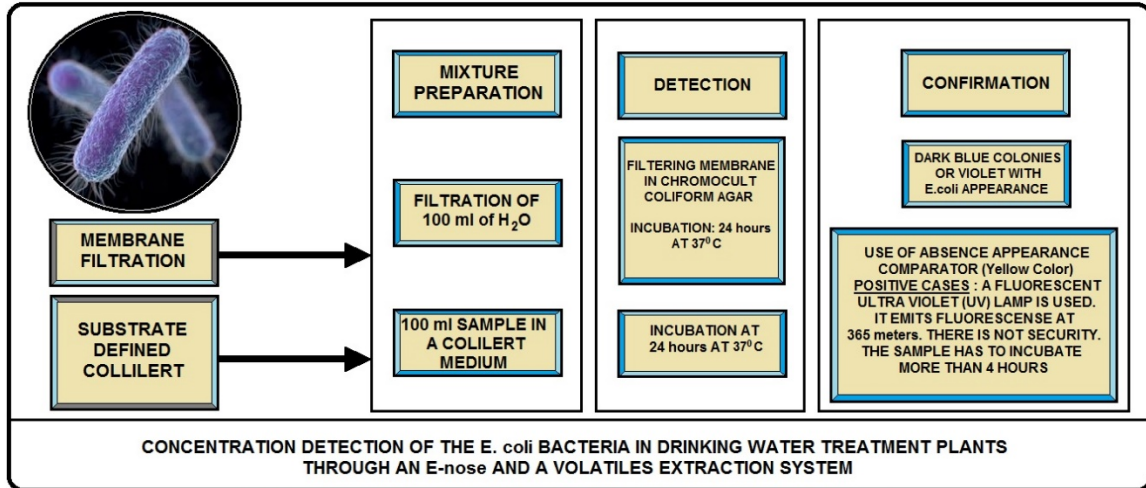 MIXTURE
PREPARATION
DETECTION
CONFIRMATION
MEMBRANE
FILTRATION
FILTRATION OF
100 ml of H₂O
FILTERING MEMBRANE
IN CHROMOCULT
COLIFORM AGAR
INCUBATION: 24 hours
AT 37⁰ C
DARK BLUE COLONIES
OR VIOLET WITH
E.coli APPEARANCE
SUBSTRATE
DEFINED
COLLILERT
100 ml SAMPLE IN
A COLILERT
MEDIUM
INCUBATION AT
24 hours AT 37⁰ C
USE OF ABSENCE APPEARANCE
COMPARATOR (Yellow Color)
POSITIVE CASES : A FLUORESCENT
ULTRA VIOLET (UV) LAMP IS USED.
IT EMITS FLUORESCENSE AT
365 meters. THERE IS NOT SECURITY.
THE SAMPLE HAS TO INCUBATE
MORE THAN 4 HOURS
CONCENTRATION DETECTION OF THE E. coli BACTERIA IN DRINKING WATER TREATMENT PLANTS
THROUGH AN E-nose AND A VOLATILES EXTRACTION SYSTEM